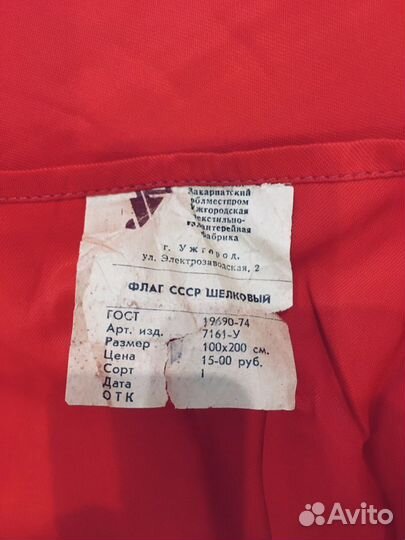 Закарпатский
облместпром
Ужгородская
текстильно-
галантерейная
фабрика
г. Ужгород,
ул. Электрозаводская, 2
ФЛАГ СССР ШЕЛКОВЫЙ
ГОСТ 19690-74
Арт. изд. 7161-У
Размер 100х200 см.
Цена 15-00 руб.
Сорт 1
Дата
ОТК
Avito